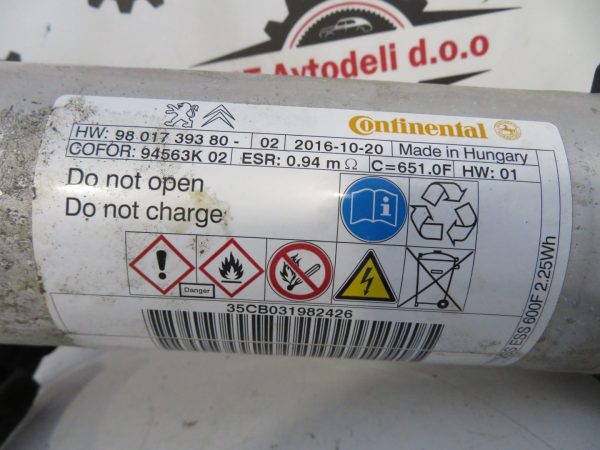 Avtodeli d.o.o
Continental
HW: 98 017 393 80 - 02 2016-10-20 Made in Hungary
COFOR: 94563K 02 ESR: 0.94 mΩ C=651.0F HW: 01
Do not open
Do not charge
Danger
35CB031982426
ESS 600F 2.25Wh